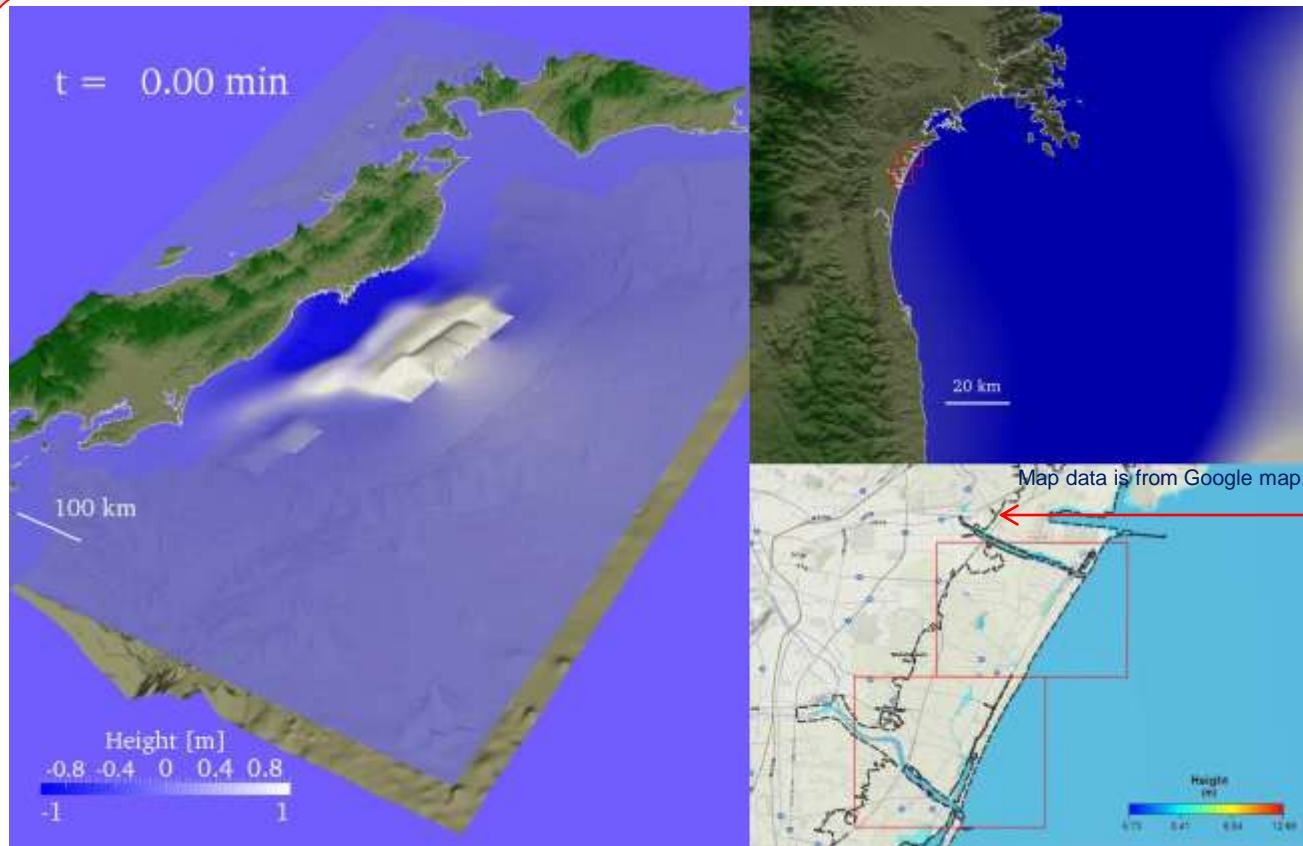 t = 0.00 min
100 km
Height [m]
-0.8 -0.4 0 0.4 0.8
-1 1
20 km
Map data is from Google map
Height